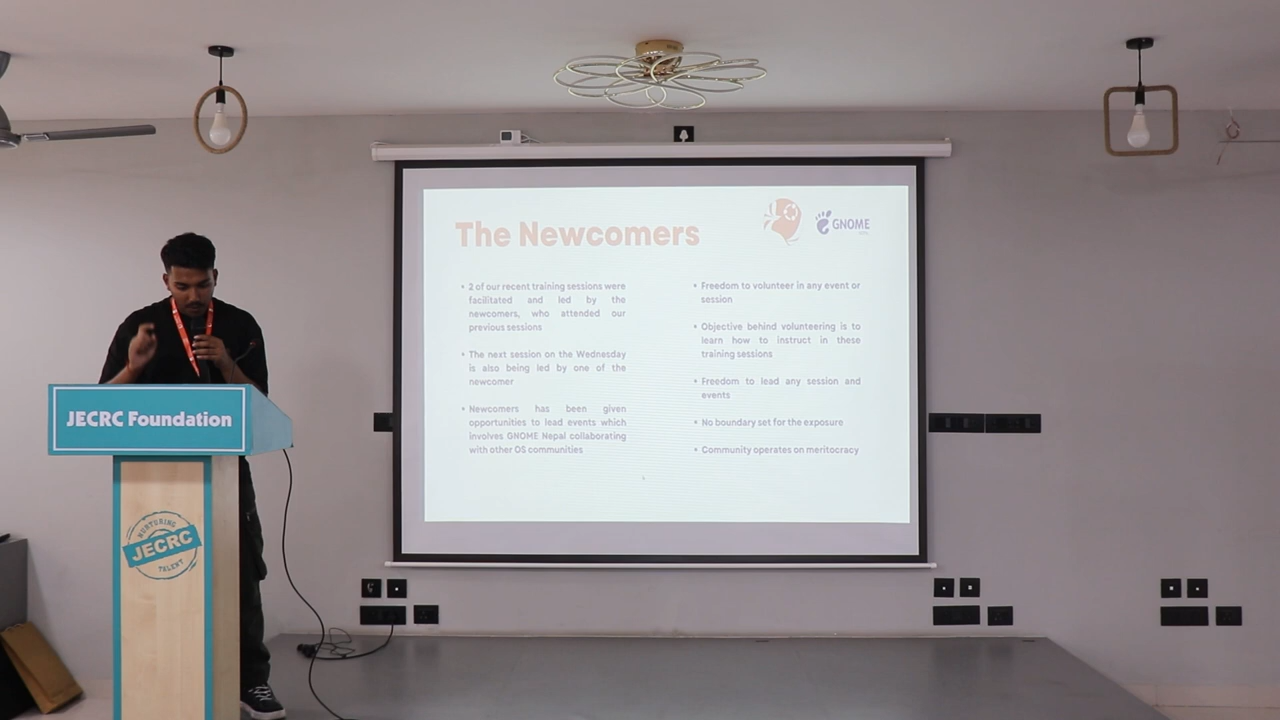 The Newcomers
GNOME
• 2 of our recent training sessions were
facilitated and led by the
newcomers, who attended our
previous sessions
• The next session on the Wednesday
is also being led by one of the
newcomer
• Newcomers has been given
opportunities to lead events which
involves GNOME Nepal collaborating
with other OS communities
• Freedom to volunteer in any event or
session
• Objective behind volunteering is to
learn how to instruct in these
training sessions
• Freedom to lead any session and
events
• No boundary set for the exposure
• Community operates on meritocracy
JECRC Foundation
NURTURING
JECRC
TALENT